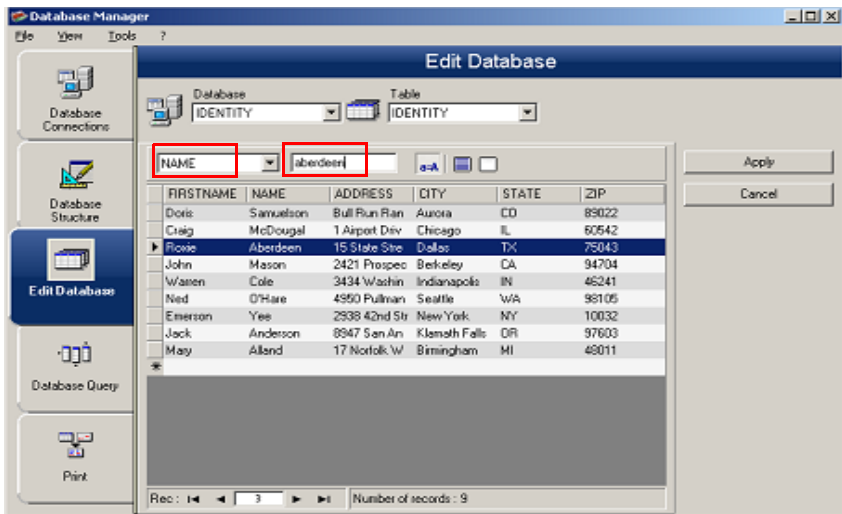 Database Manager
File View Tools ?
Edit Database
Database Table
IDENTITY IDENTITY
Database
Connections
Database
Structure
Edit Database
Database Query
Print
NAME aberdeen a=A
Apply
Cancel
FIRSTNAME NAME ADDRESS CITY STATE ZIP
Doris Samuelson Bull Run Ran Aurora CO 89022
Craig McDougal 1 Airport Driv Chicago IL 60542
Roxie Aberdeen 15 State Stre Dallas TX 75043
John Mason 2421 Prospec Berkeley CA 94704
Warren Cole 3434 Washin Indianapolis IN 46241
Ned O'Hare 4950 Pullman Seattle WA 98105
Emerson Yee 2938 42nd Str New York NY 10032
Jack Anderson 8947 San An Klamath Falls OR 97603
Mary Alland 17 Norfolk W Birmingham MI 48011
Rec : 3 Number of records : 9